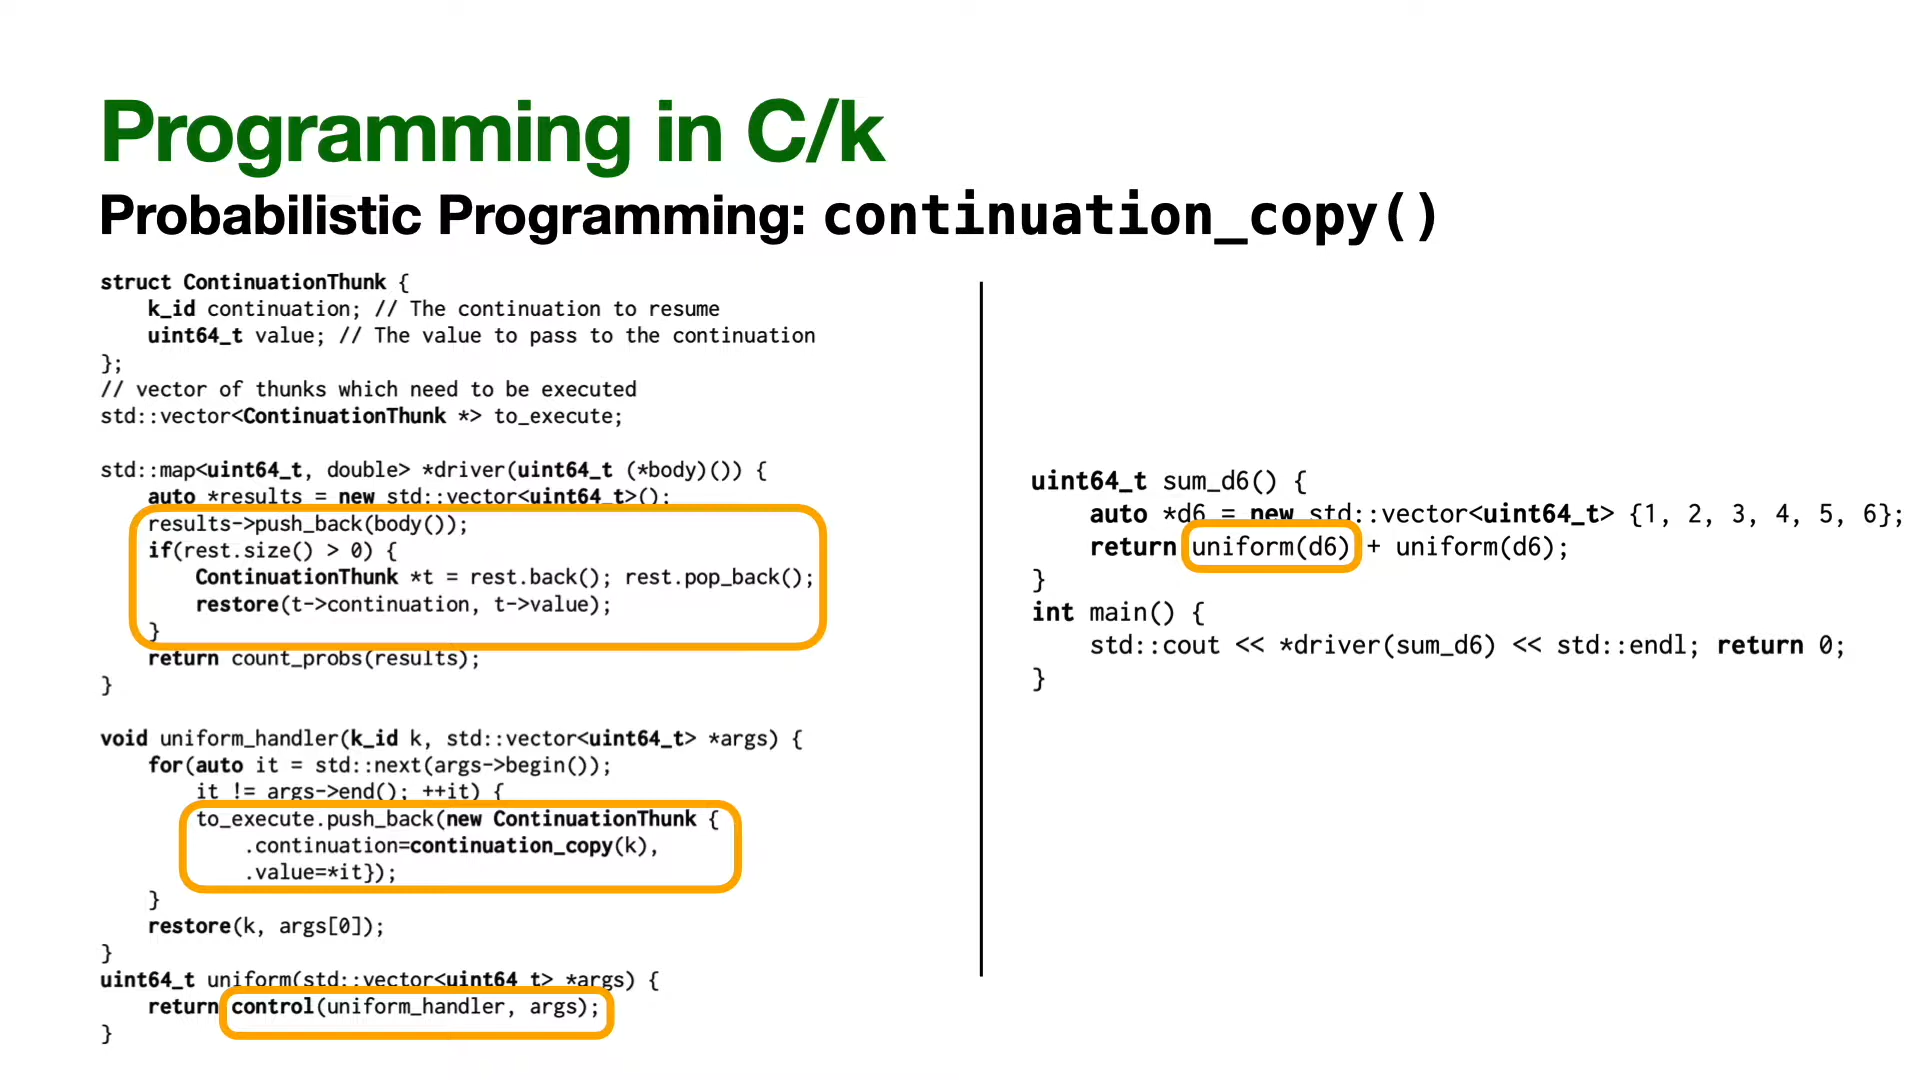 Programming in C/k
Probabilistic Programming: continuation_copy()
struct ContinuationThunk {
    k_id continuation; // The continuation to resume
    uint64_t value; // The value to pass to the continuation
};
// vector of thunks which need to be executed
std::vector<ContinuationThunk *> to_execute;
std::map<uint64_t, double> *driver(uint64_t (*body)()) {
    auto *results = new std::vector<uint64_t>();
    results->push_back(body());
    if(rest.size() > 0) {
        ContinuationThunk *t = rest.back(); rest.pop_back();
        restore(t->continuation, t->value);
    }
    return count_probs(results);
}
void uniform_handler(k_id k, std::vector<uint64_t> *args) {
    for(auto it = std::next(args->begin());
        it != args->end(); ++it) {
        to_execute.push_back(new ContinuationThunk {
            .continuation=continuation_copy(k),
            .value=*it});
    }
    restore(k, args[0]);
}
uint64_t uniform(std::vector<uint64_t> *args) {
    return control(uniform_handler, args);
}
uint64_t sum_d6() {
    auto *d6 = new std::vector<uint64_t> {1, 2, 3, 4, 5, 6};
    return uniform(d6) + uniform(d6);
}
int main() {
    std::cout << *driver(sum_d6) << std::endl; return 0;
}